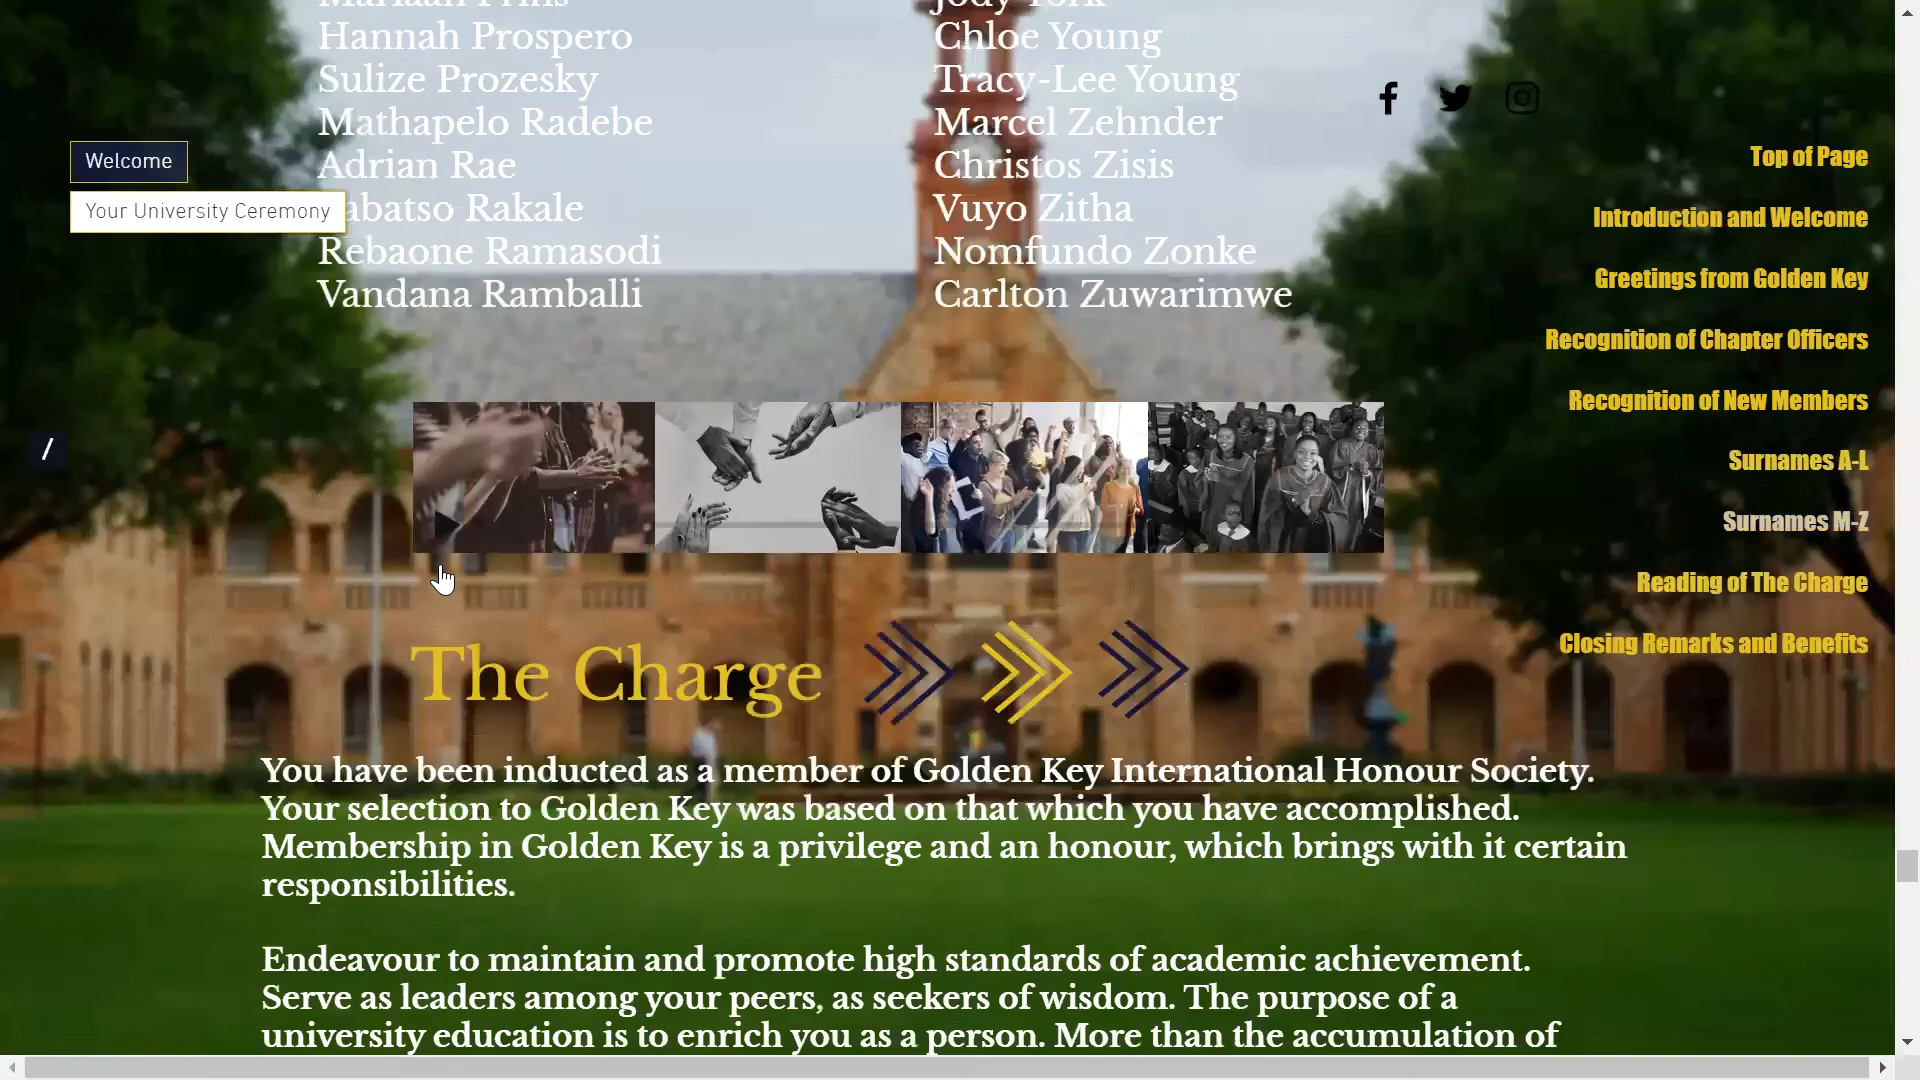 Hannah Prospero
Sulize Prozesky
Mathapelo Radebe
Adrian Rae
abatso Rakale
Rebaone Ramasodi
Vandana Ramballi
Jody York
Chloe Young
Tracy-Lee Young
Marcel Zehnder
Christos Zisis
Vuyo Zitha
Nomfundo Zonke
Carlton Zuwarimwe
Welcome
Your University Ceremony
/
Top of Page
Introduction and Welcome
Greetings from Golden Key
Recognition of Chapter Officers
Recognition of New Members
Surnames A-L
Surnames M-Z
Reading of The Charge
Closing Remarks and Benefits
The Charge
You have been inducted as a member of Golden Key International Honour Society.
Your selection to Golden Key was based on that which you have accomplished.
Membership in Golden Key is a privilege and an honour, which brings with it certain
responsibilities.
Endeavour to maintain and promote high standards of academic achievement.
Serve as leaders among your peers, as seekers of wisdom. The purpose of a
university education is to enrich you as a person. More than the accumulation of